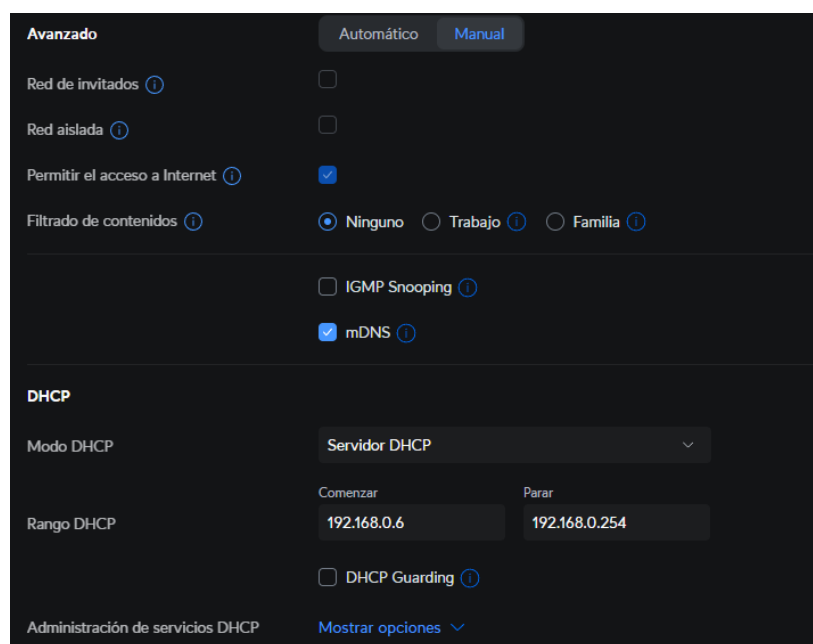 Avanzado Automático Manual
Red de invitados
Red aislada
Permitir el acceso a Internet
Filtrado de contenidos Ninguno Trabajo Familia
IGMP Snooping
mDNS
DHCP
Modo DHCP Servidor DHCP
Comenzar Parar
Rango DHCP 192.168.0.6 192.168.0.254
DHCP Guarding
Administración de servicios DHCP Mostrar opciones